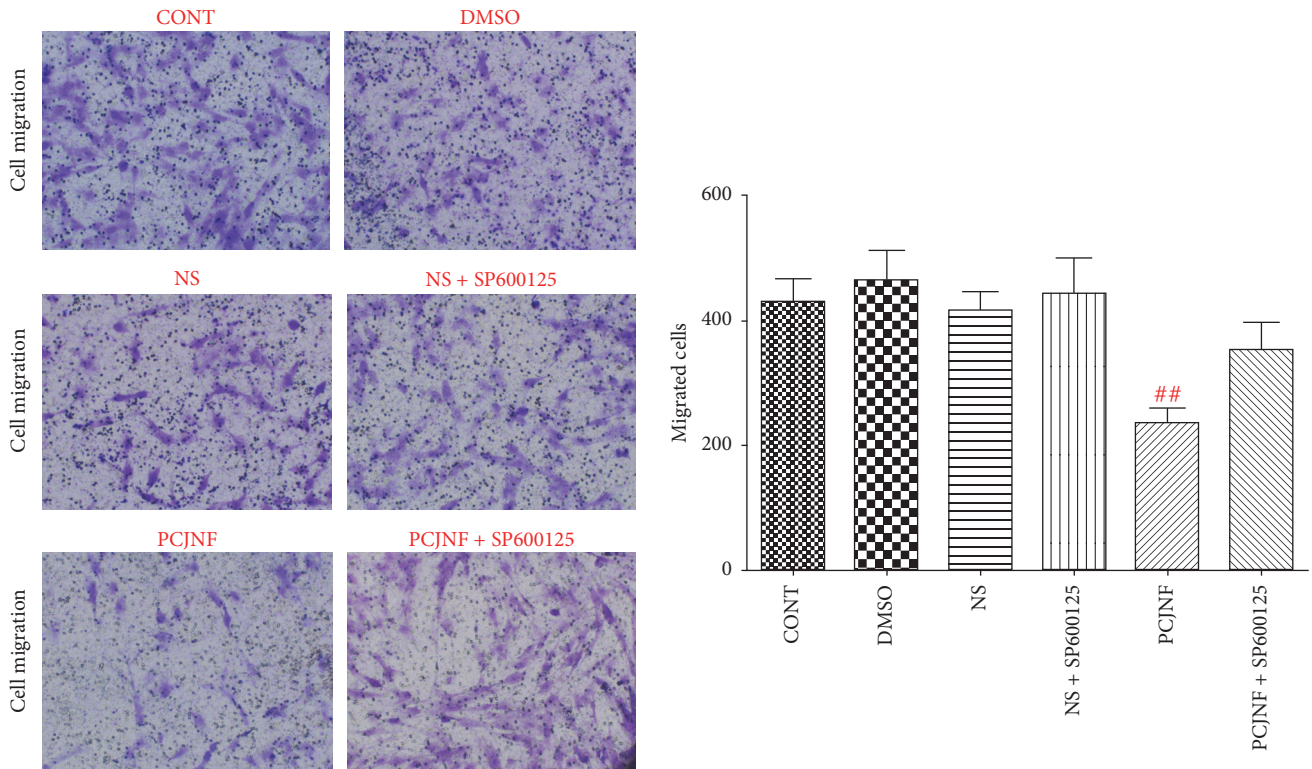 CONT
DMSO
Cell migration
NS
NS + SP600125
Cell migration
PCJNF
PCJNF + SP600125
Cell migration
600
400
200
0
Migrated cells
##
CONT
DMSO
NS
NS + SP600125
PCJNF
PCJNF + SP600125